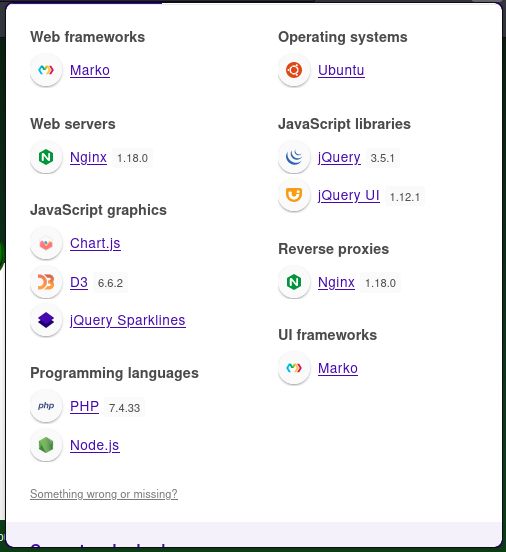 Web frameworks
Marko
Web servers
Nginx 1.18.0
JavaScript graphics
Chart.js
D3 6.6.2
jQuery Sparklines
Programming languages
php PHP 7.4.33
Node.js
Something wrong or missing?
Operating systems
Ubuntu
JavaScript libraries
jQuery 3.5.1
jQuery UI 1.12.1
Reverse proxies
Nginx 1.18.0
UI frameworks
Marko